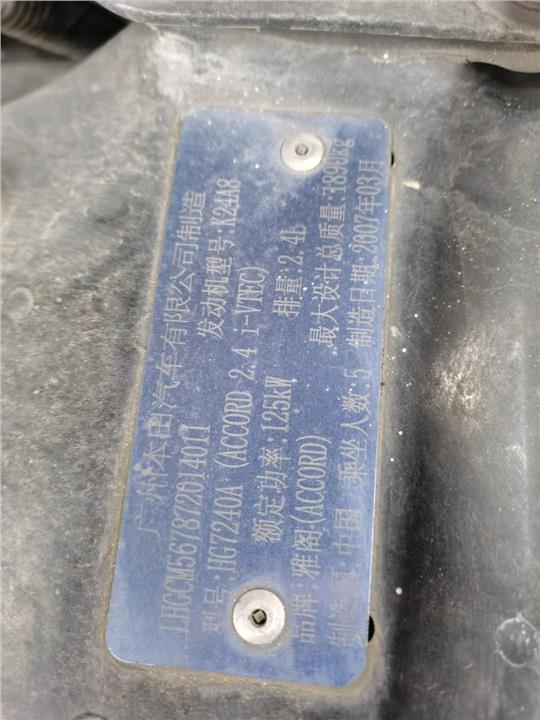 广州本田汽车有限公司制造
LHGCM567872014011 发动机型号:K24A8
型号:HG7240A (ACCORD 2.4 i-VTEC)
额定功率:125kW 排量:2.4L
品牌:雅阁(ACCORD) 最大设计总质量:1890kg
制造国:中国 乘坐人数:5 制造日期:2007年03月